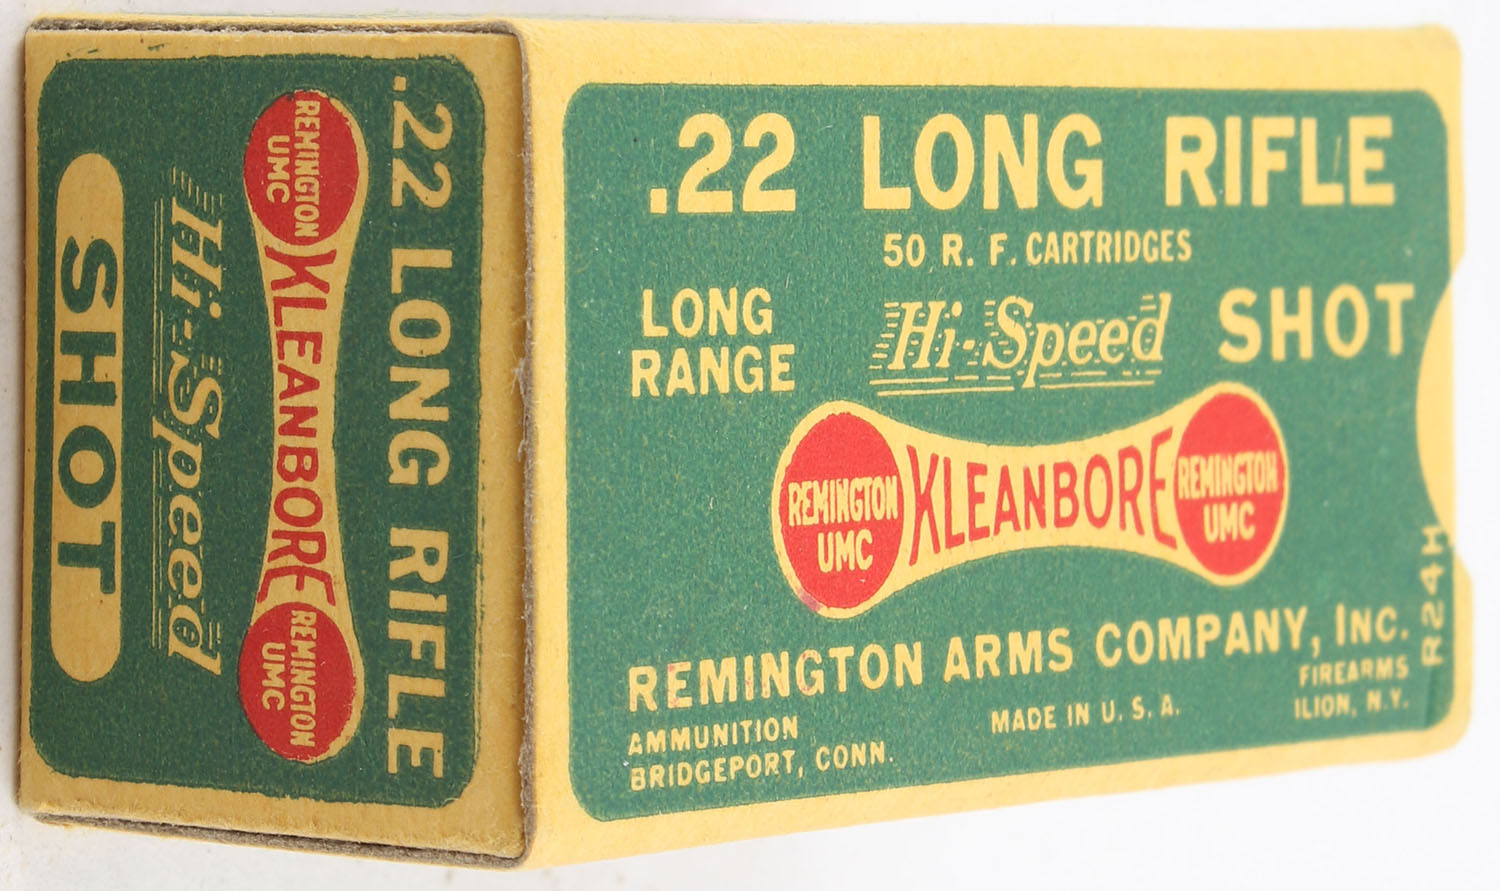 .22 LONG RIFLE
REMINGTON
UMC
KLEANBORE
REMINGTON
UMC
Hi-Speed
SHOT
.22 LONG RIFLE
50 R. F. CARTRIDGES
LONG
RANGE
Hi-Speed
SHOT
REMINGTON
UMC
KLEANBORE
REMINGTON
UMC
REMINGTON ARMS COMPANY, INC.
AMMUNITION
BRIDGEPORT, CONN.
MADE IN U. S. A.
FIREARMS
ILION, N.Y.
R24H